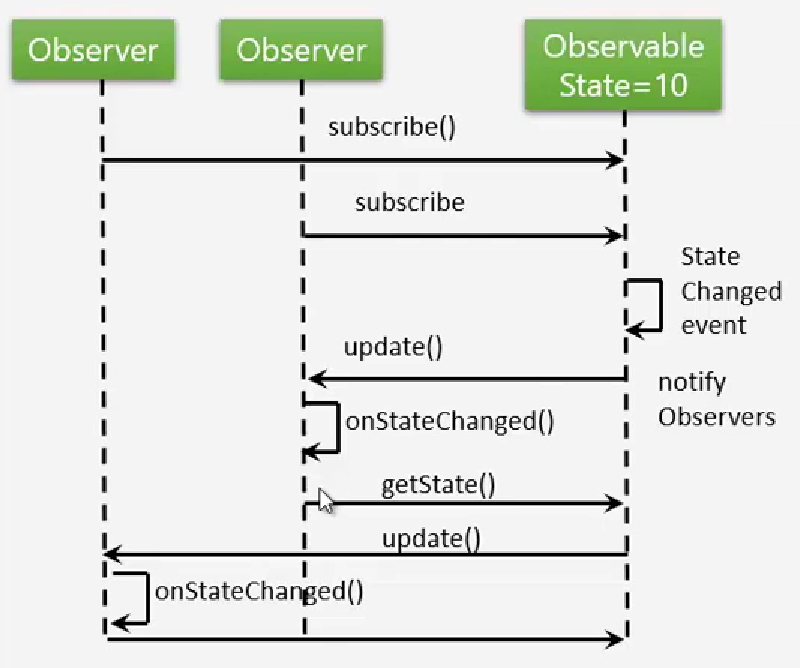 Observer
Observer
Observable
State=10
subscribe()
subscribe
State
Changed
event
update()
notify
Observers
onStateChanged()
getState()
update()
onStateChanged()